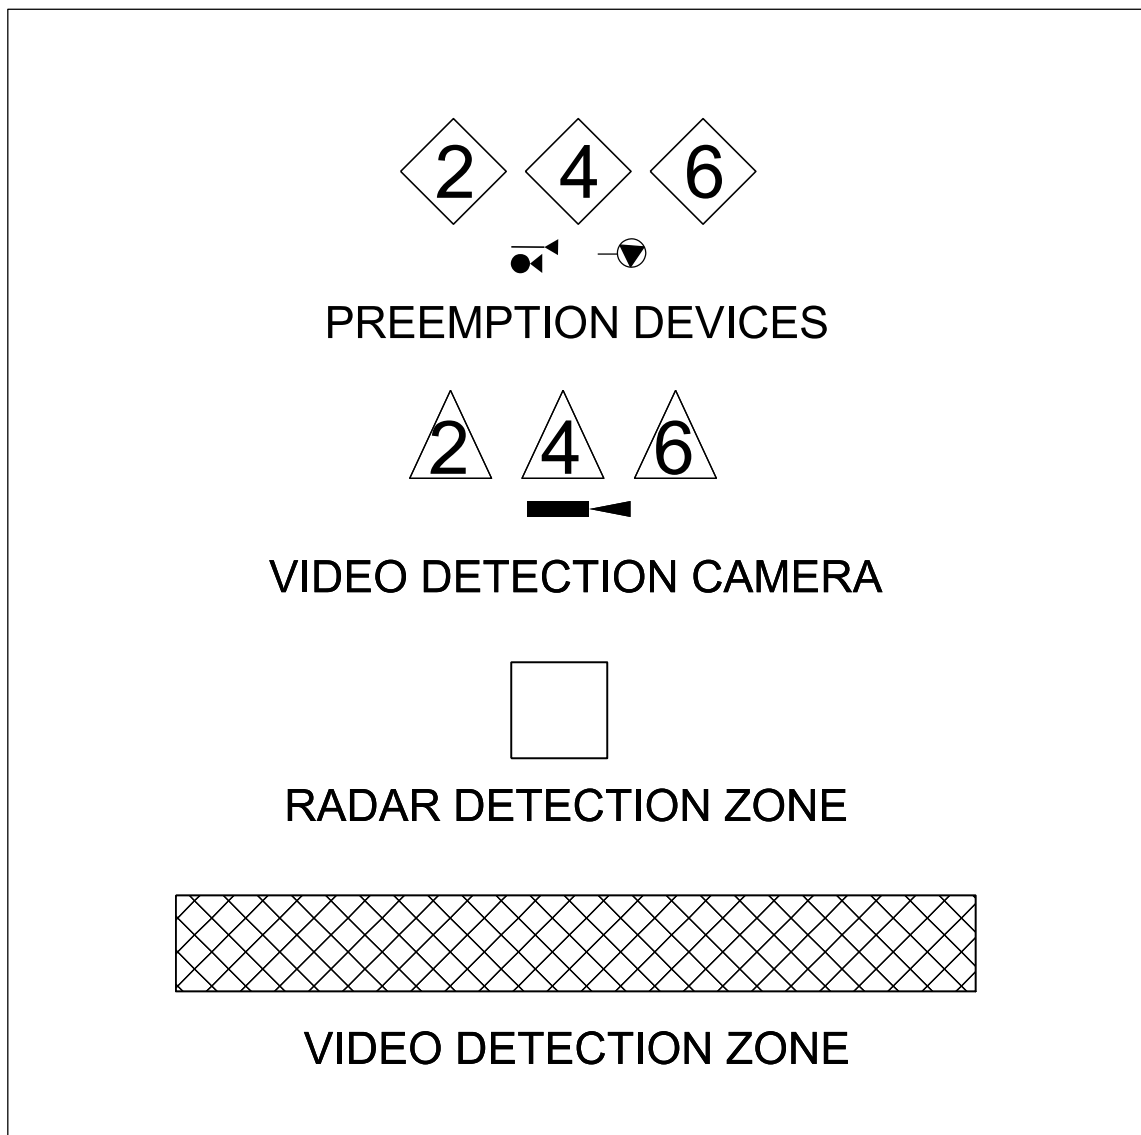 2 4 6
PREEMPTION DEVICES
2 4 6
VIDEO DETECTION CAMERA
RADAR DETECTION ZONE
VIDEO DETECTION ZONE